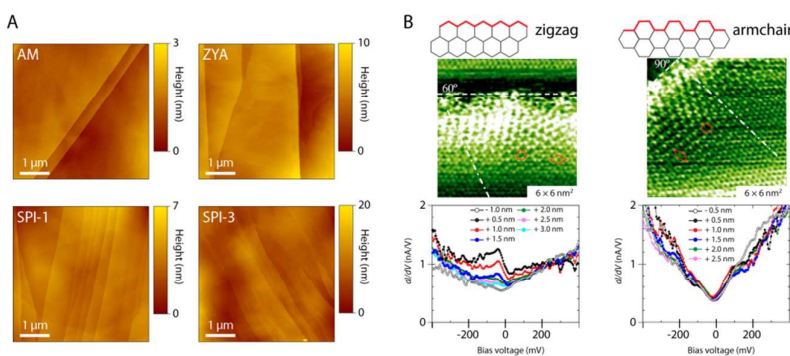 A
AM
3
Height (nm)
0
1 μm
ZYA
10
Height (nm)
0
1 μm
SPI-1
7
Height (nm)
0
1 μm
SPI-3
20
Height (nm)
0
1 μm
B
zigzag
60º
6 × 6 nm²
armchair
90º
6 × 6 nm²
2
1
0
d/dV (nA/V)
- 1.0 nm
+ 0.5 nm
+ 1.0 nm
+ 1.5 nm
+ 2.0 nm
+ 2.5 nm
+ 3.0 nm
-200 0 200
Bias voltage (mV)
2
1
0
d/dV (nA/V)
- 0.5 nm
+ 0.5 nm
+ 1.0 nm
+ 1.5 nm
+ 2.0 nm
+ 2.5 nm
-200 0 200
Bias voltage (mV)